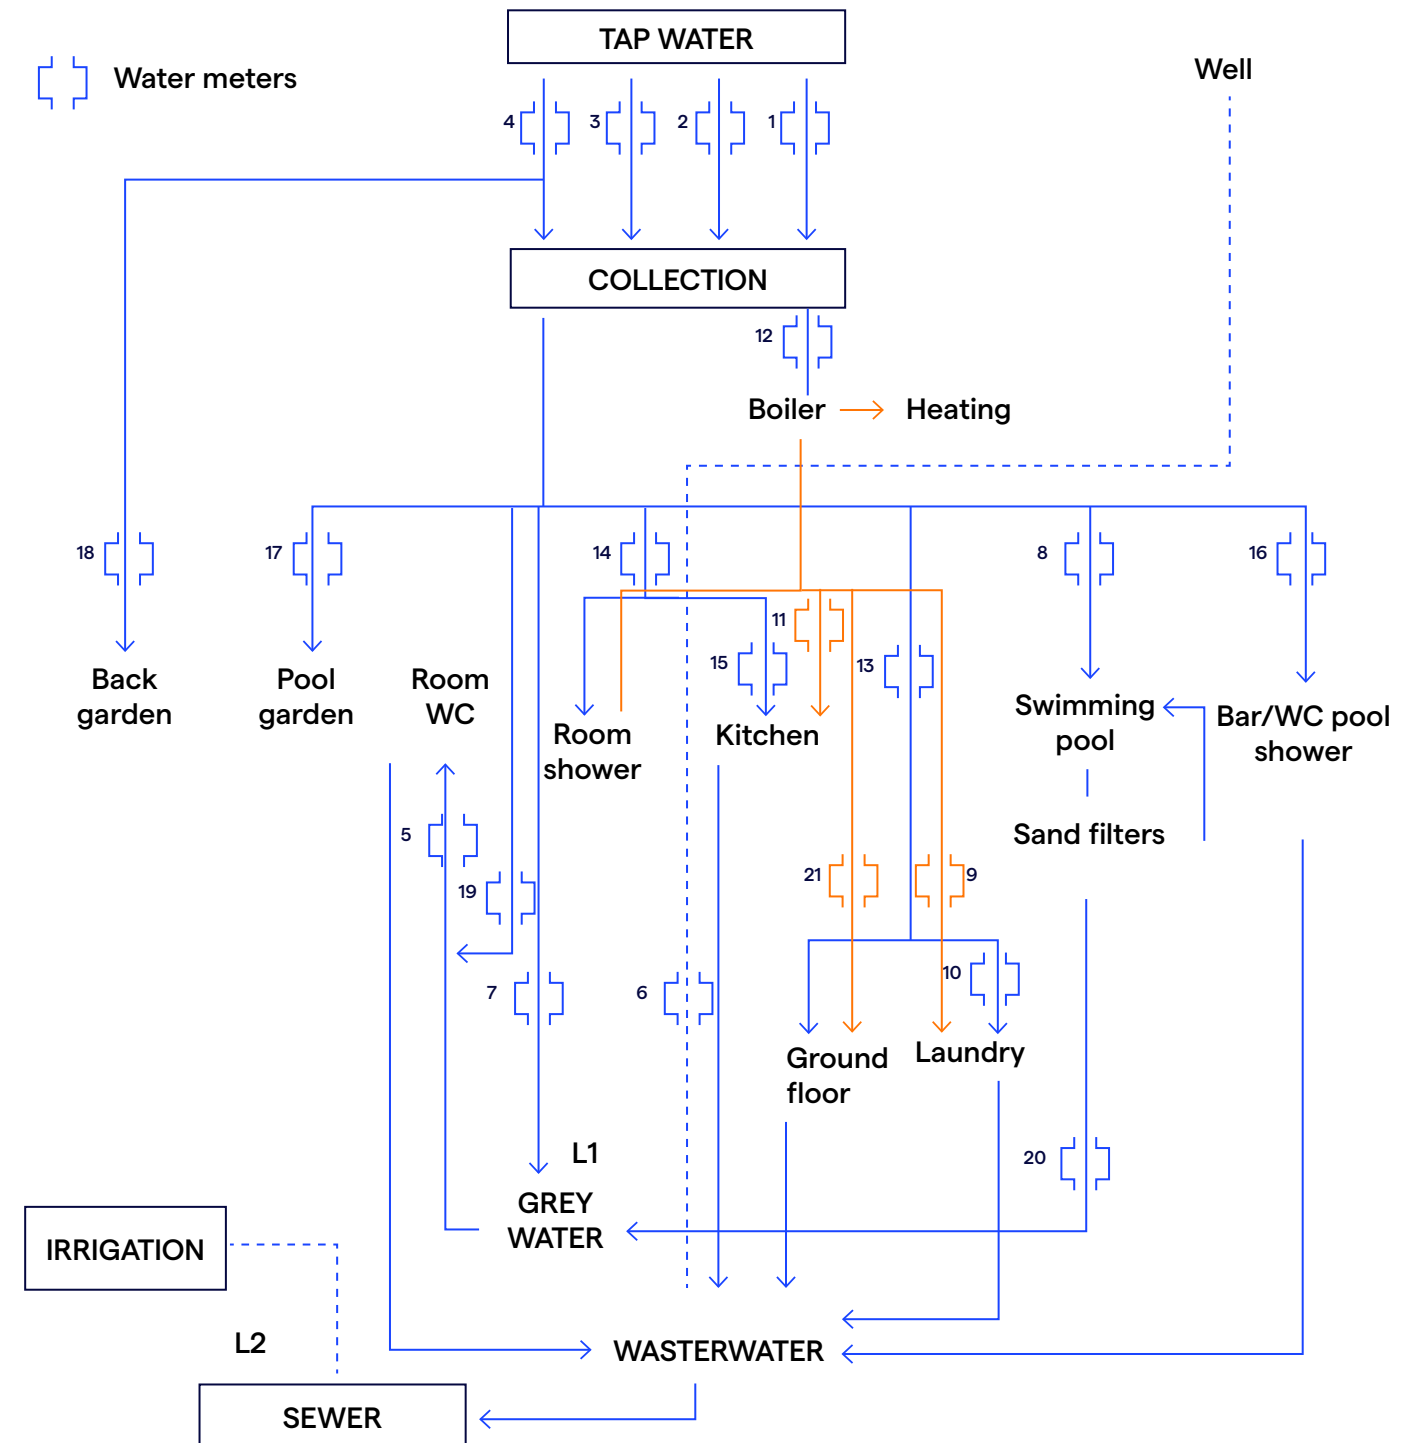 TAP WATER
Water meters
Well
4
3
2
1
COLLECTION
12
Boiler
Heating
18
17
14
8
16
11
15
13
Back
garden
Pool
garden
Room
WC
Room
shower
Kitchen
Swimming
pool
Bar/WC pool
shower
5
Sand filters
19
21
9
7
6
10
Ground
floor
Laundry
L1
20
GREY
WATER
IRRIGATION
L2
WASTERWATER
SEWER